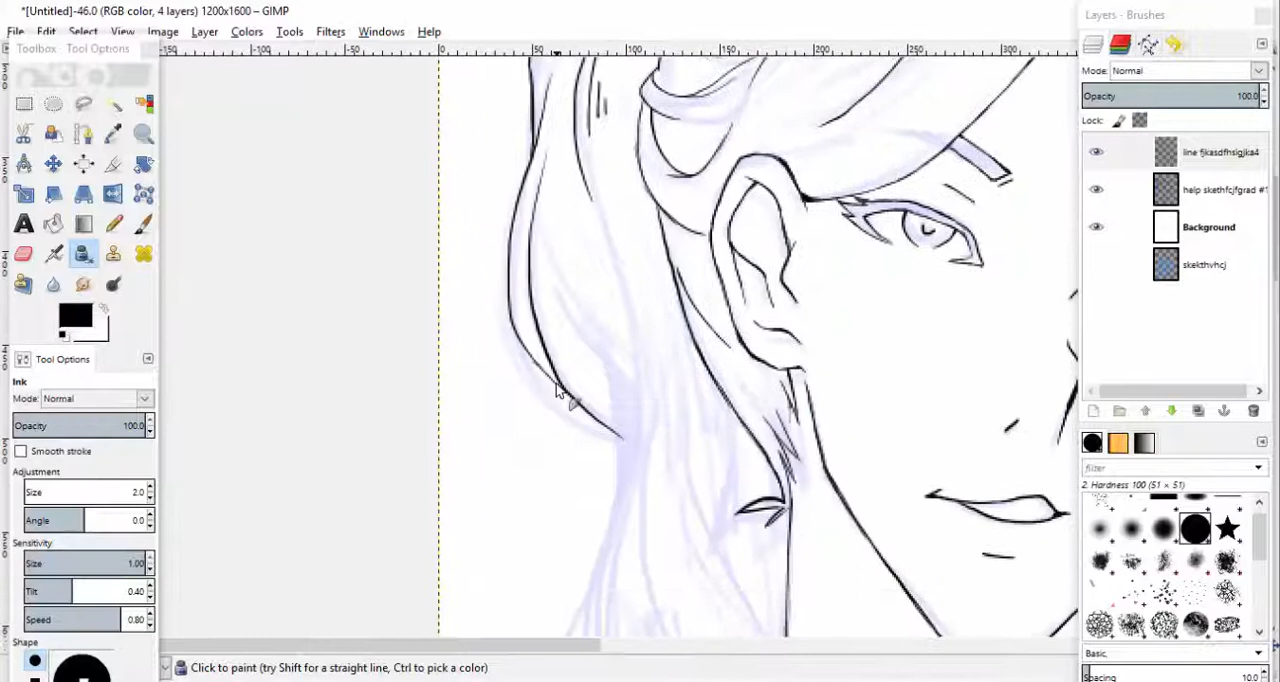 *[Untitled]-46.0 (RGB color, 4 layers) 1200x1600 – GIMP
File Edit Select View Image Layer Colors Tools Filters Windows Help
Toolbox Tool Options
-150 -100 -50 0 50 100 150 200 250 300
Tool Options
Ink
Mode: Normal
Opacity 100.0
Smooth stroke
Adjustment
Size 2.0
Angle 0.0
Sensitivity
Size 1.00
Tilt 0.40
Speed 0.80
Shape
Click to paint (try Shift for a straight line, Ctrl to pick a color)
Layers - Brushes
Mode: Normal
Opacity 100.0
Lock:
line fjkasdfhsigjka4
help skethfcjfgrad #1
Background
skekthvhcj
filter
2. Hardness 100 (51 × 51)
Basic,
Spacing 10.0